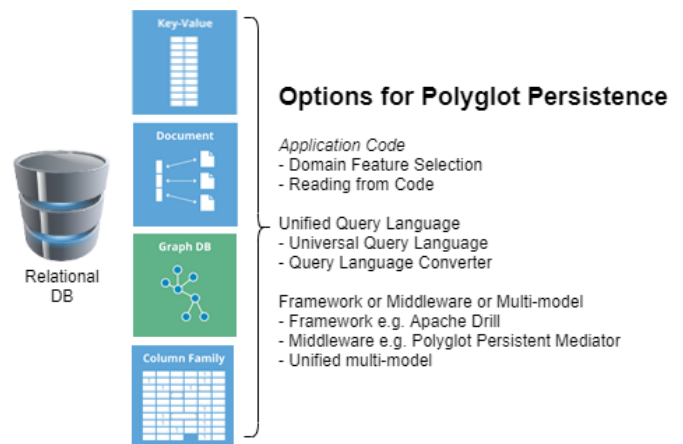 Key-Value
Document
Graph DB
Column Family
Relational
DB
Options for Polyglot Persistence
Application Code
- Domain Feature Selection
- Reading from Code
Unified Query Language
- Universal Query Language
- Query Language Converter
Framework or Middleware or Multi-model
- Framework e.g. Apache Drill
- Middleware e.g. Polyglot Persistent Mediator
- Unified multi-model